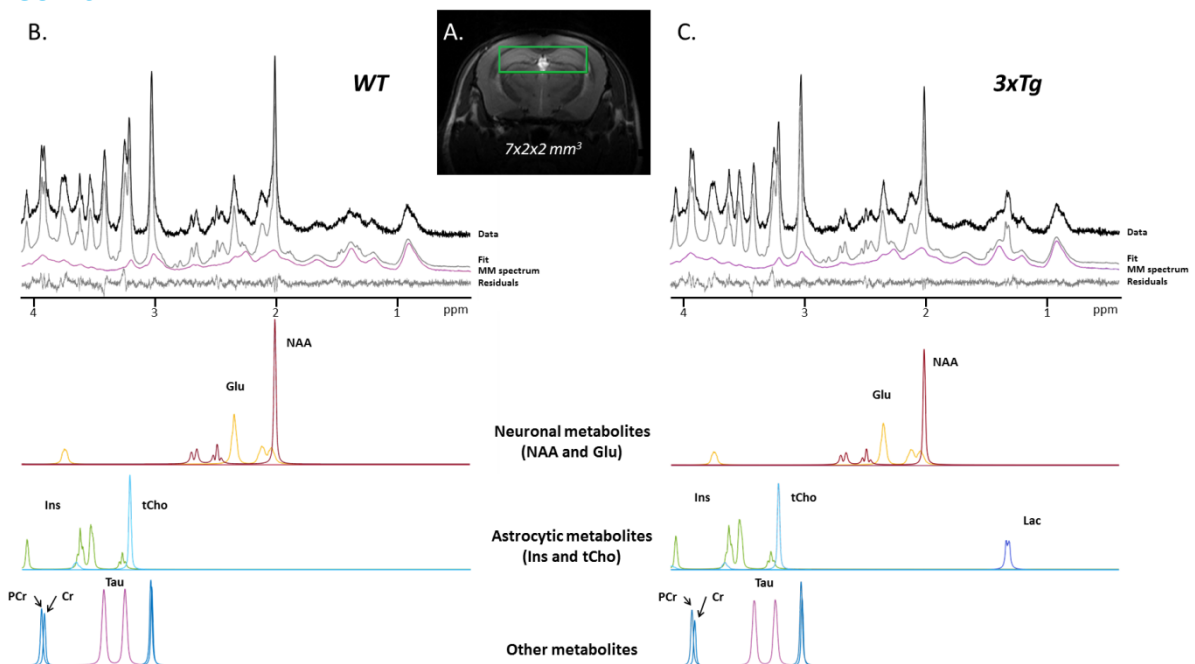 B.
WT
Data
Fit
MM spectrum
Residuals
4 3 2 1 ppm
A.
7x2x2 mm³
C.
3xTg
Data
Fit
MM spectrum
Residuals
4 3 2 1 ppm
NAA
Glu
Neuronal metabolites
(NAA and Glu)
NAA
Glu
Ins
tCho
Astrocytic metabolites
(Ins and tCho)
Ins
tCho
Lac
PCr
Cr
Tau
Other metabolites
PCr
Cr
Tau